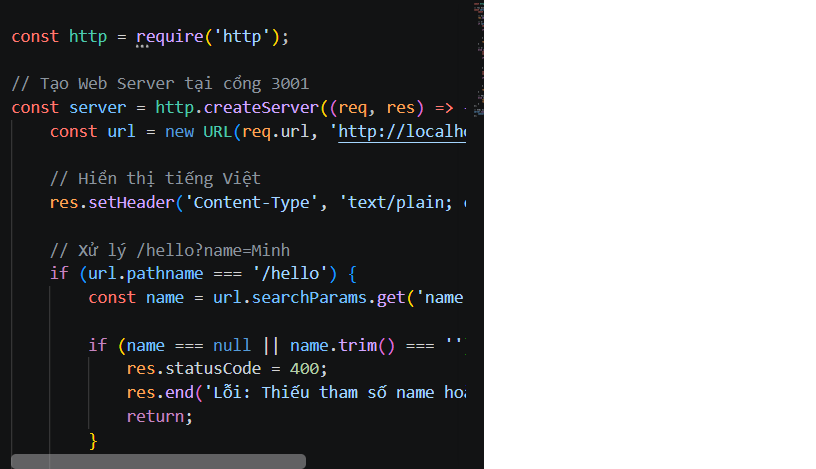 const http = require('http');
// Tạo Web Server tại cổng 3001
const server = http.createServer((req, res) =>
const url = new URL(req.url, 'http://localho
// Hiển thị tiếng Việt
res.setHeader('Content-Type', 'text/plain;
// Xử lý /hello?name=Minh
if (url.pathname === '/hello') {
const name = url.searchParams.get('name
if (name === null || name.trim() === ''
res.statusCode = 400;
res.end('Lỗi: Thiếu tham số name
return;
}